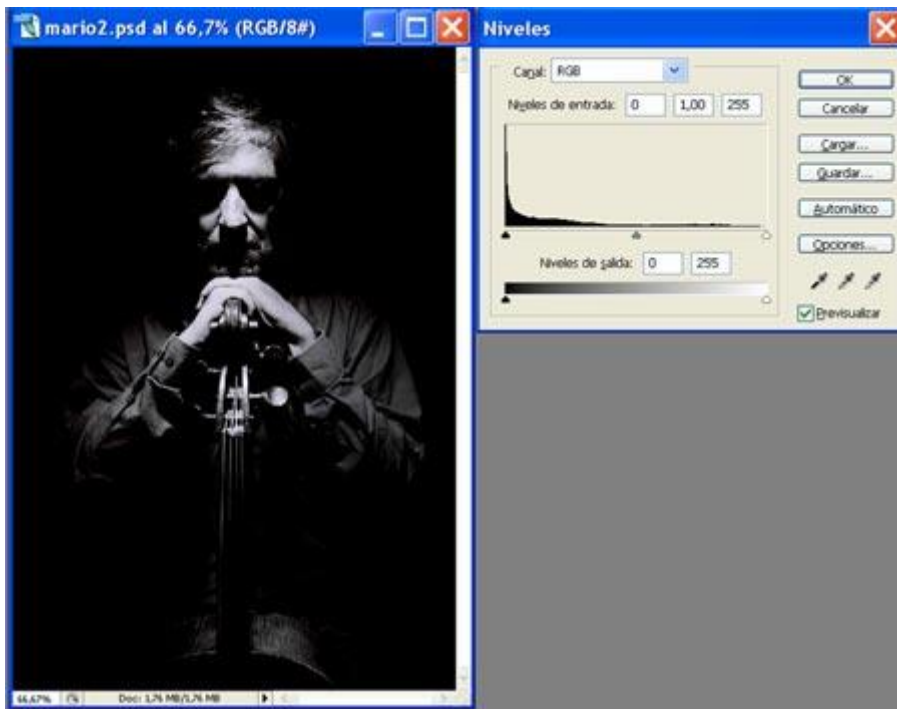 mario2.psd al 66,7% (RGB/8#)
66,67%
Doc: 1,76 MB/1,76 MB
Niveles
Canal: RGB
Niveles de entrada: 0 1,00 255
Niveles de salida: 0 255
OK
Cancelar
Cargar...
Guardar...
Automático
Opciones...
Previsualizar